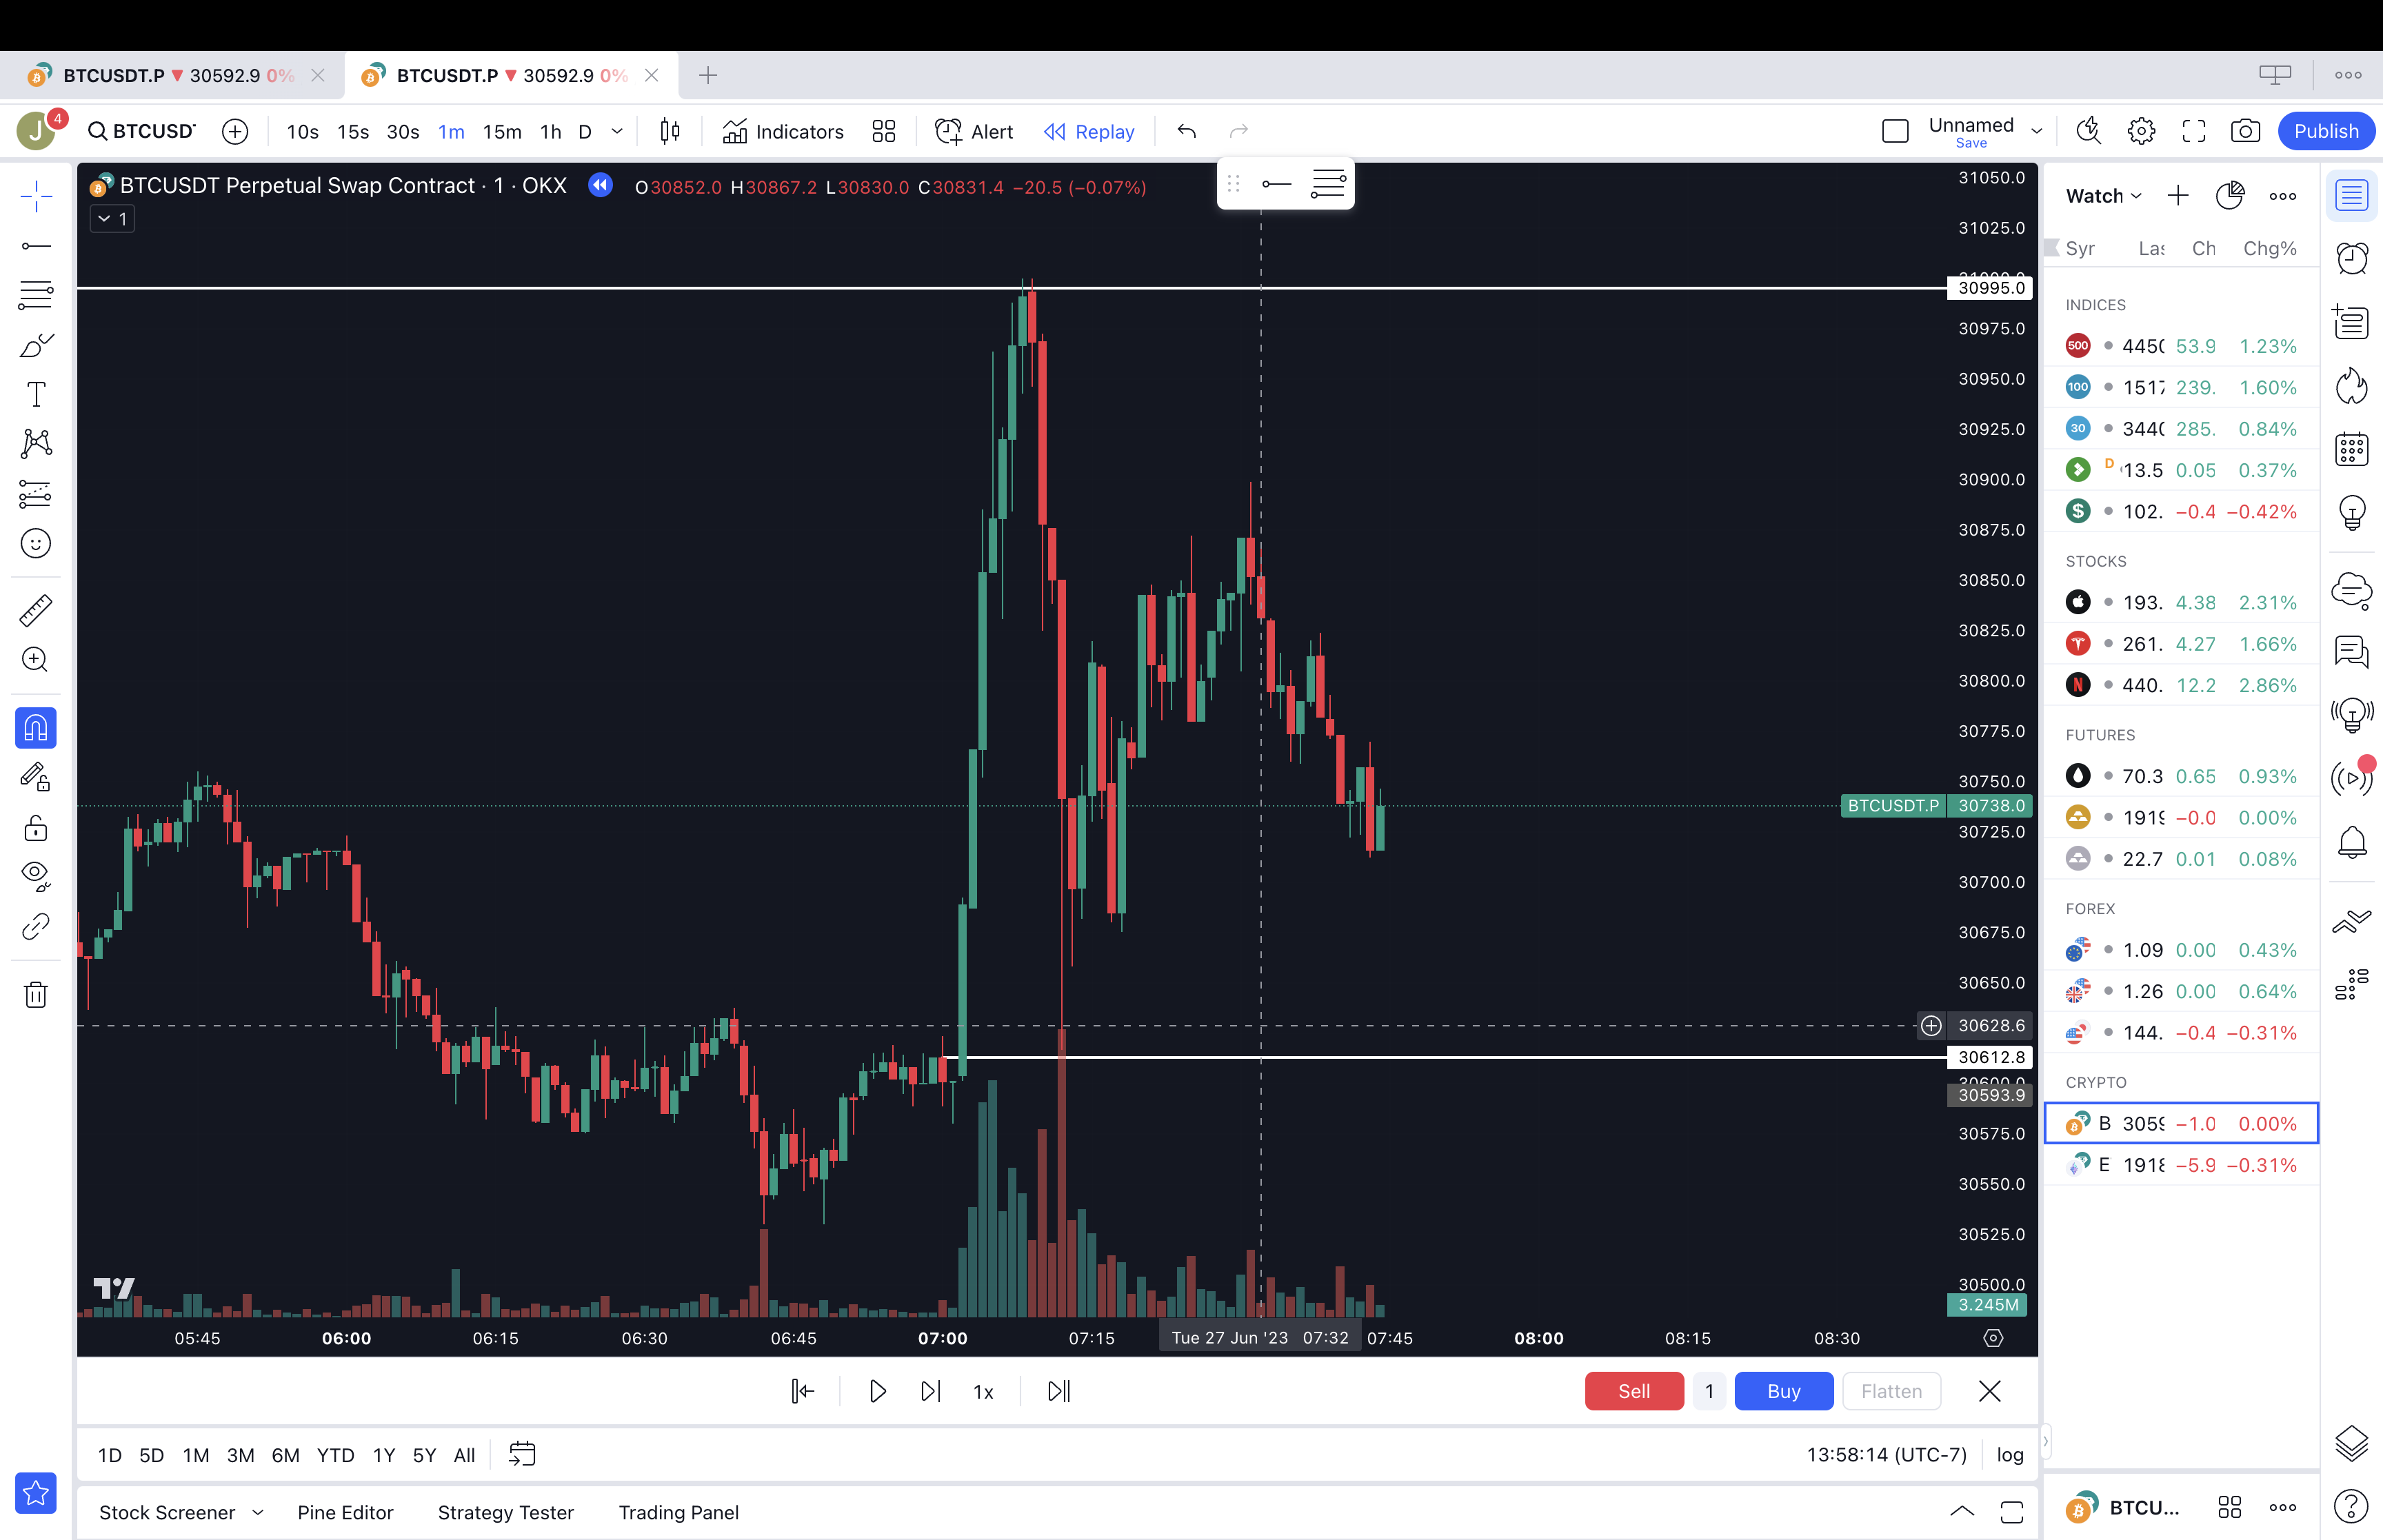 BTCUSDT.P ▼ 30592.9 0%
BTCUSDT.P ▼ 30592.9 0%
J 4 BTCUSD 10s 15s 30s 1m 15m 1h D Indicators Alert Replay Unnamed Save Publish
BTCUSDT Perpetual Swap Contract · 1 · OKX O30852.0 H30867.2 L30830.0 C30831.4 −20.5 (−0.07%)
1
31050.0
31025.0
30995.0
30975.0
30950.0
30925.0
30900.0
30875.0
30850.0
30825.0
30800.0
30775.0
30750.0
BTCUSDT.P 30738.0
30725.0
30700.0
30675.0
30650.0
30628.6
30612.8
30593.9
30575.0
30550.0
30525.0
30500.0
3.245M
05:45 06:00 06:15 06:30 06:45 07:00 07:15 Tue 27 Jun '23 07:32 07:45 08:00 08:15 08:30
Sell 1 Buy Flatten
1x
1D 5D 1M 3M 6M YTD 1Y 5Y All
13:58:14 (UTC-7) log
Stock Screener Pine Editor Strategy Tester Trading Panel
Watch
Chg%
INDICES
500 445 53.9 1.23%
100 151 239. 1.60%
30 344 285. 0.84%
D 13.5 0.05 0.37%
$ 102. −0.4 −0.42%
STOCKS
193. 4.38 2.31%
261. 4.27 1.66%
N 440. 12.2 2.86%
FUTURES
70.3 0.65 0.93%
191 −0.0 0.00%
22.7 0.01 0.08%
FOREX
1.09 0.00 0.43%
1.26 0.00 0.64%
144. −0.4 −0.31%
CRYPTO
B 305 −1.0 0.00%
E 191 −5.9 −0.31%
BTCU...